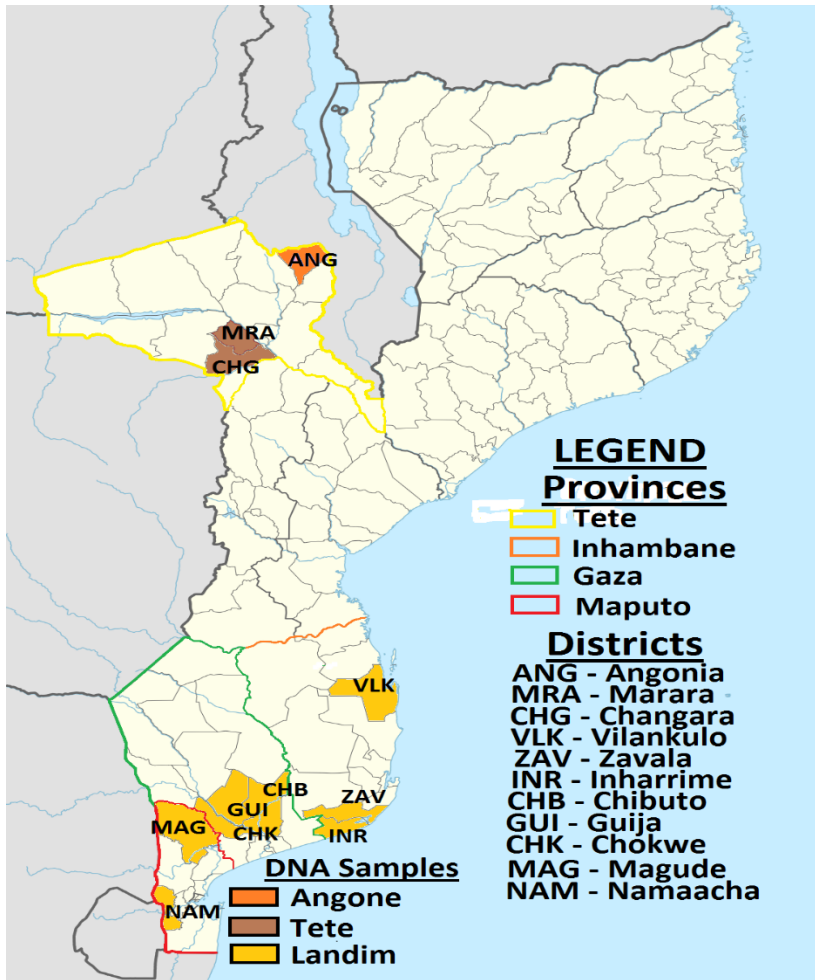 ANG
MRA
CHG
LEGEND
Provinces
Tete
Inhambane
Gaza
Maputo
Districts
ANG - Angonia
MRA - Marara
CHG - Changara
VLK - Vilankulo
ZAV - Zavala
INR - Inharrime
CHB - Chibuto
GUI - Guija
CHK - Chokwe
MAG - Magude
NAM - Namaacha
VLK
CHB
ZAV
GUI
MAG
CHK
INR
NAM
DNA Samples
Angone
Tete
Landim